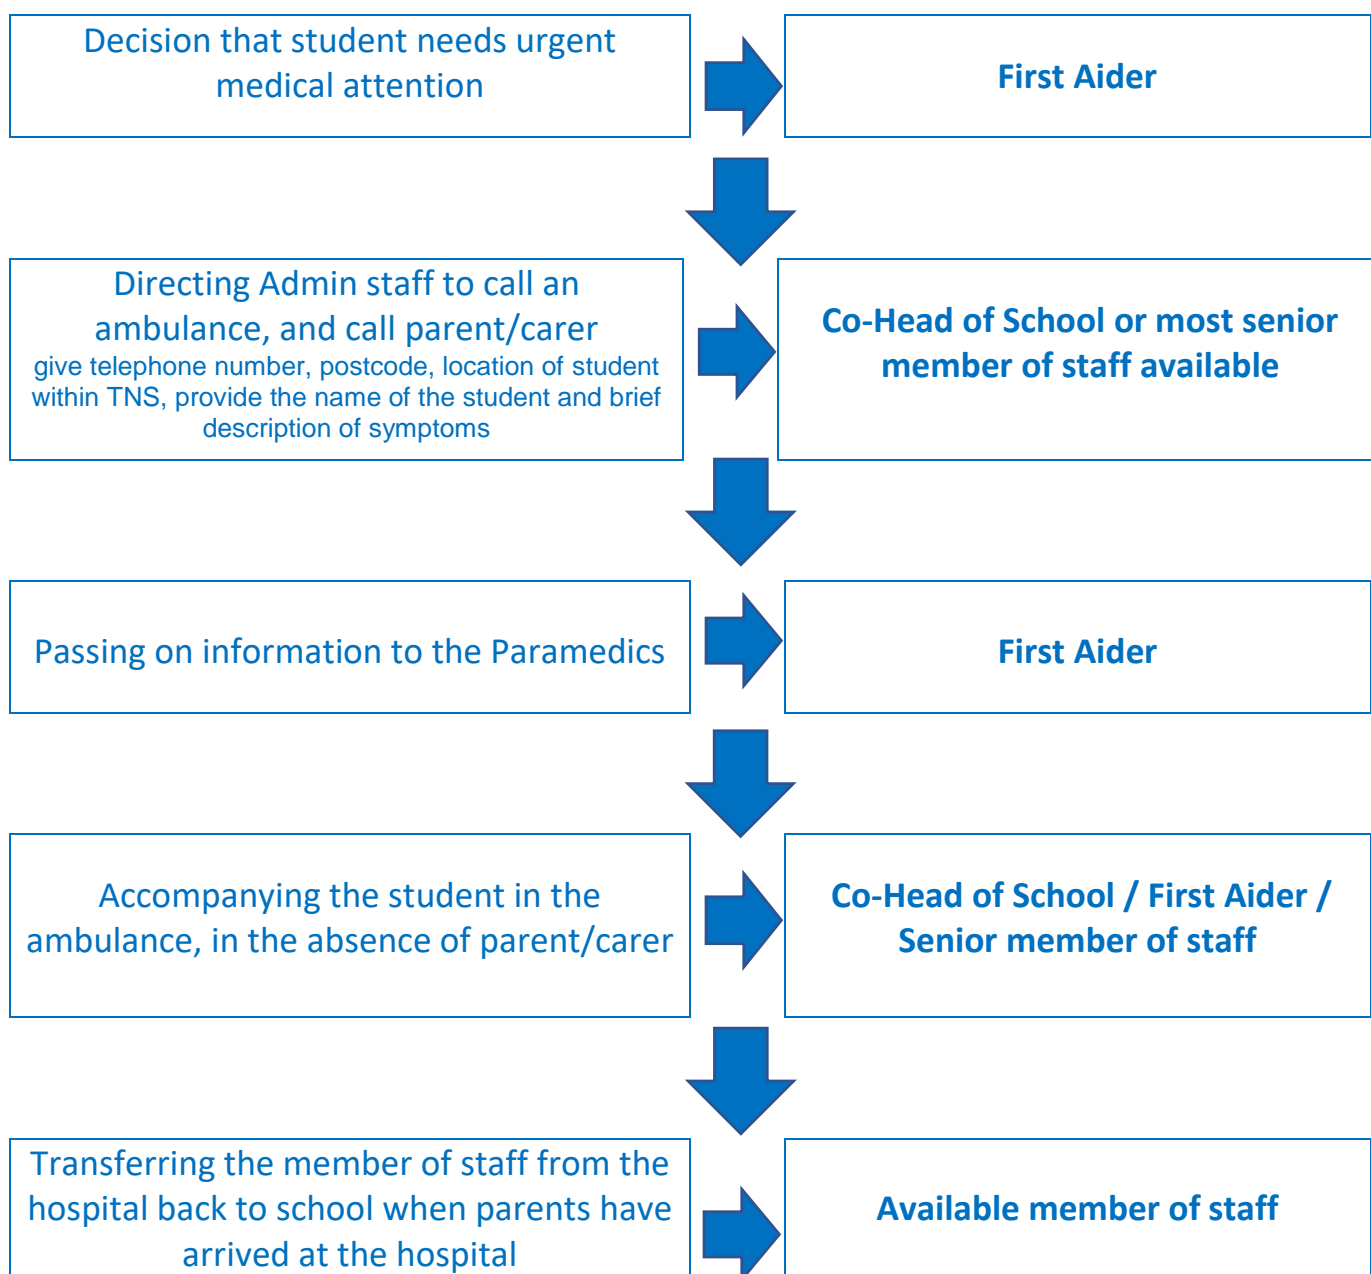 Decision that student needs urgent
medical attention
First Aider
Directing Admin staff to call an
ambulance, and call parent/carer
give telephone number, postcode, location of student
within TNS, provide the name of the student and brief
description of symptoms
Co-Head of School or most senior
member of staff available
Passing on information to the Paramedics
First Aider
Accompanying the student in the
ambulance, in the absence of parent/carer
Co-Head of School / First Aider /
Senior member of staff
Transferring the member of staff from the
hospital back to school when parents have
arrived at the hospital
Available member of staff